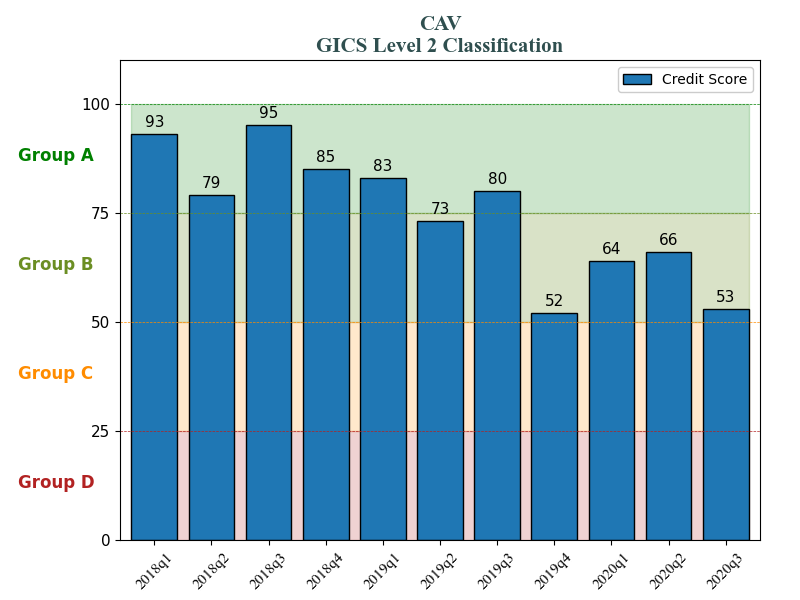 CAV
GICS Level 2 Classification
Credit Score
100
75
50
25
0
Group A
Group B
Group C
Group D
93
79
95
85
83
73
80
52
64
66
53
2018q1
2018q2
2018q3
2018q4
2019q1
2019q2
2019q3
2019q4
2020q1
2020q2
2020q3